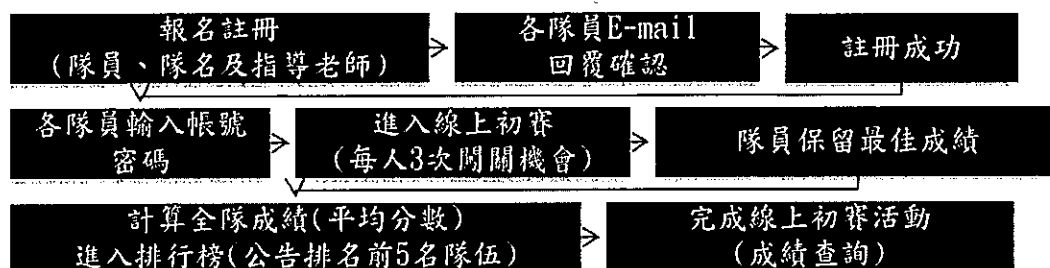 報名註冊
(隊員、隊名及指導老師)
各隊員E-mail
回覆確認
註冊成功
各隊員輸入帳號
密碼
進入線上初賽
(每人3次闖關機會)
隊員保留最佳成績
計算全隊成績(平均分數)
進入排行榜(公告排名前5名隊伍)
完成線上初賽活動
(成績查詢)